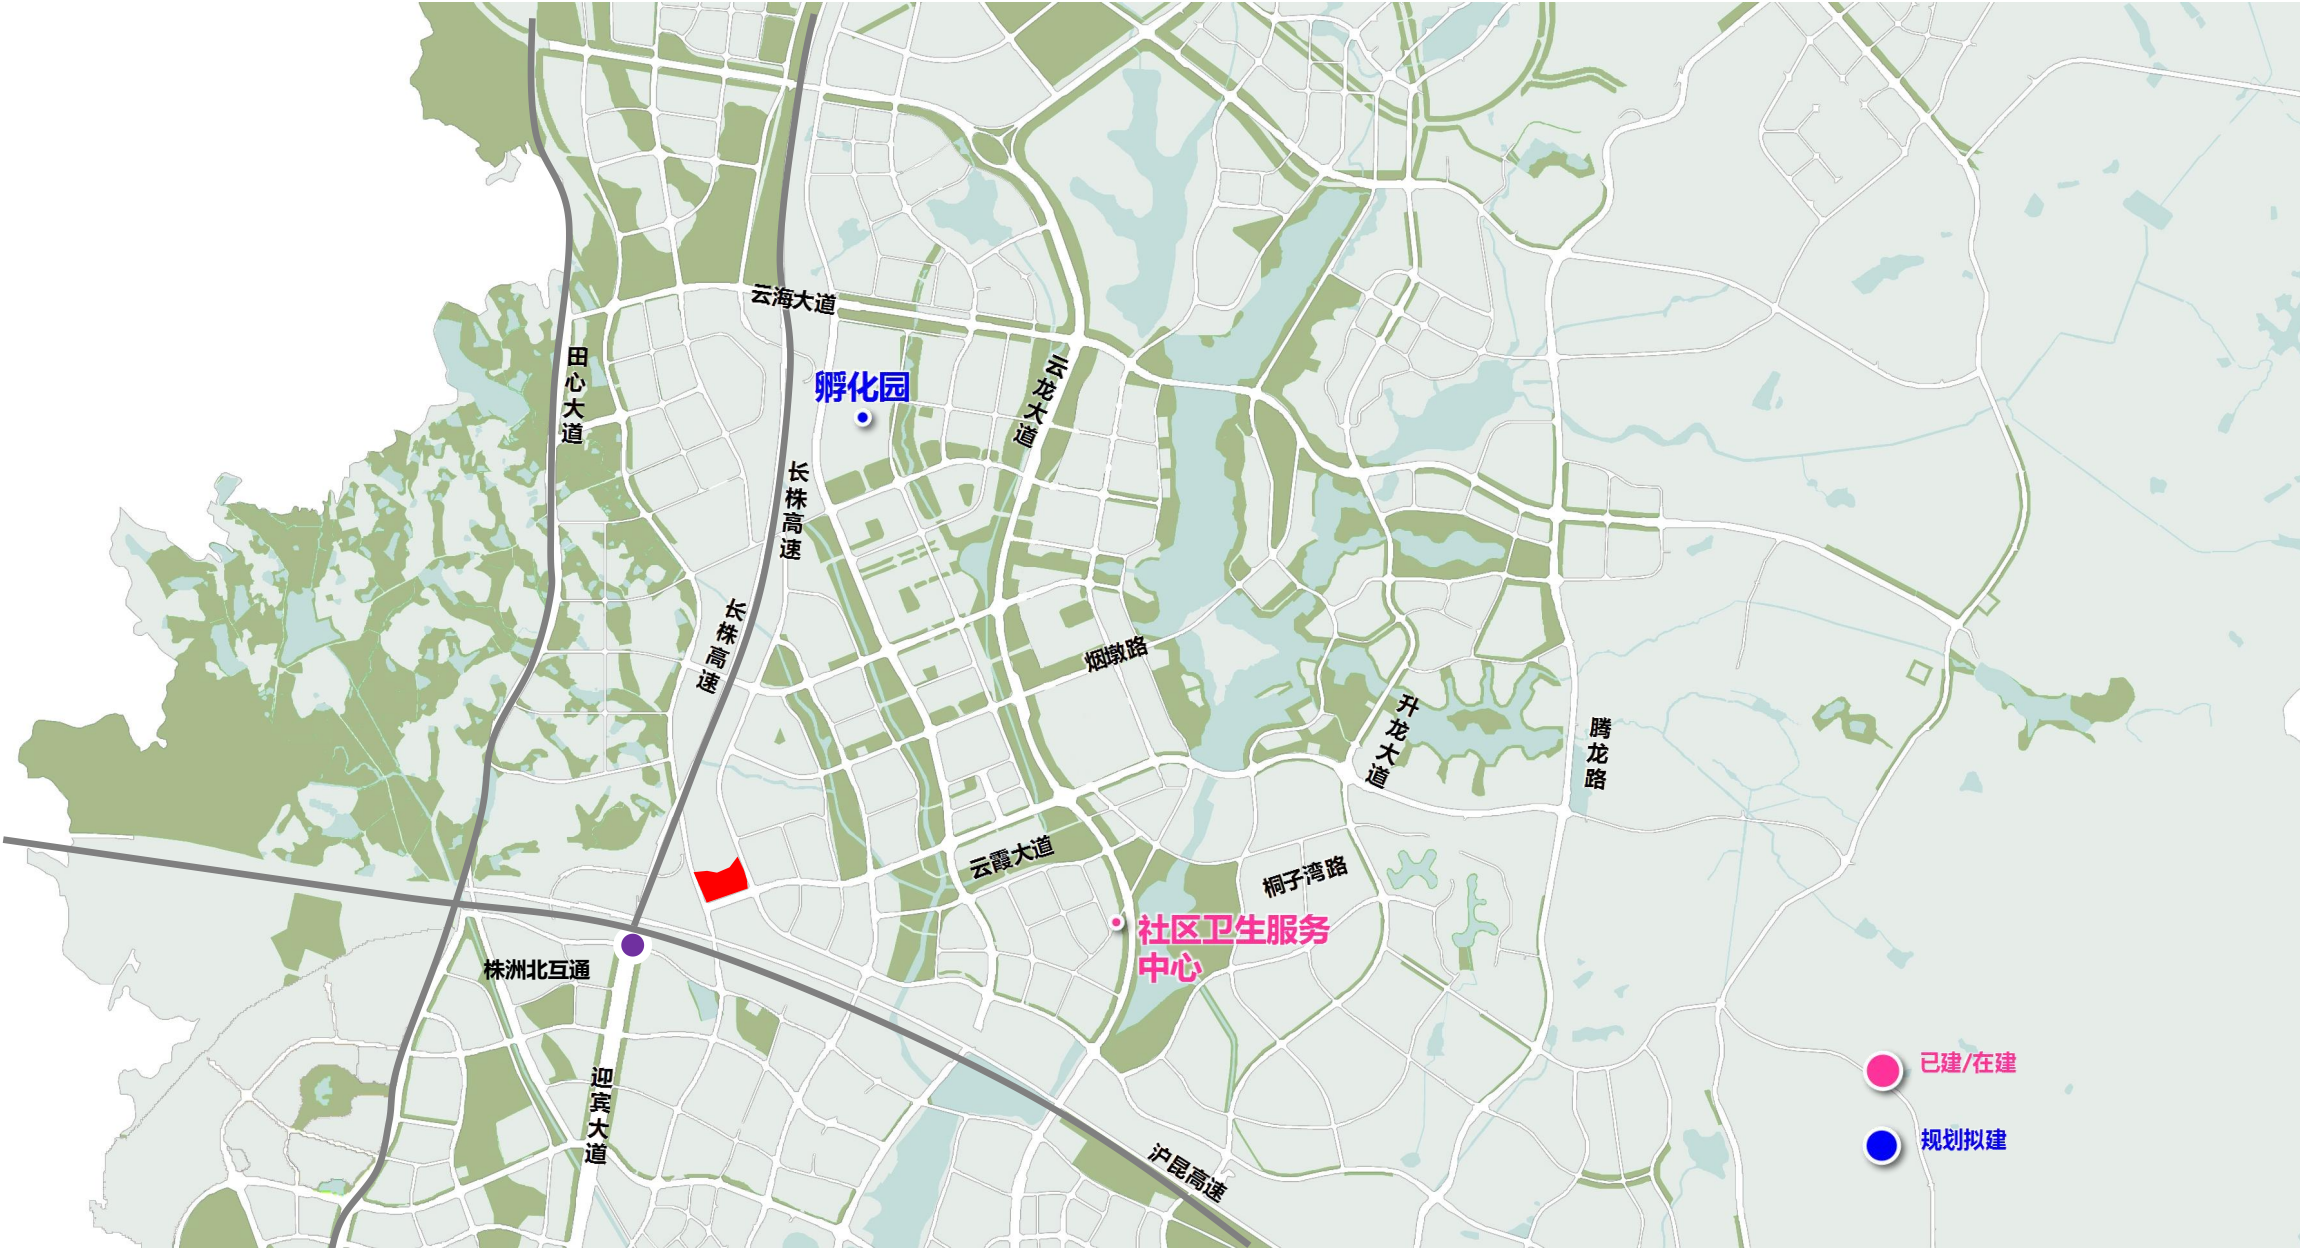 云海大道
田心大道
云龙大道
孵化园
长株高速
长株高速
烟墩路
升龙大道
腾龙路
云霞大道
桐子湾路
社区卫生服务
中心
株洲北互通
迎宾大道
沪昆高速
已建/在建
规划拟建